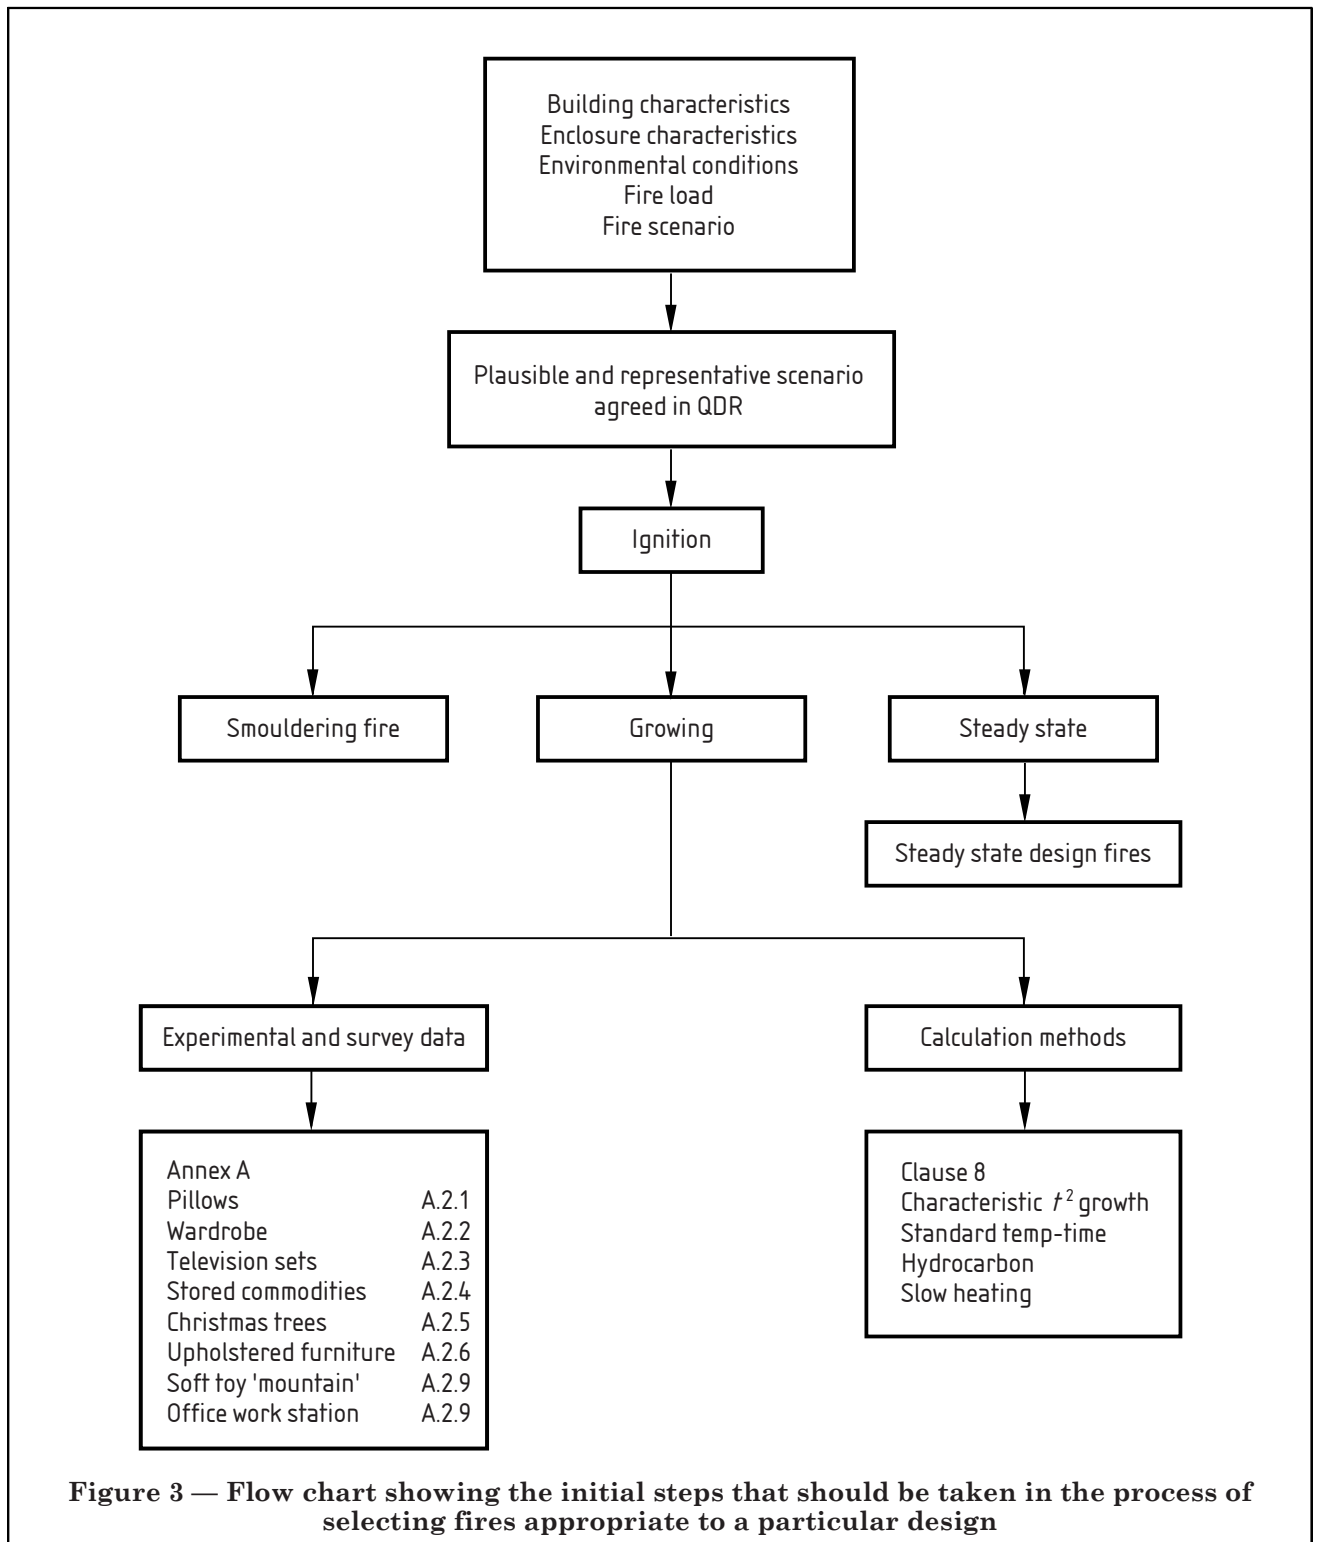 Building characteristics
Enclosure characteristics
Environmental conditions
Fire load
Fire scenario
Plausible and representative scenario
agreed in QDR
Ignition
Smouldering fire
Growing
Steady state
Steady state design fires
Experimental and survey data
Calculation methods
Annex A
Pillows A.2.1
Wardrobe A.2.2
Television sets A.2.3
Stored commodities A.2.4
Christmas trees A.2.5
Upholstered furniture A.2.6
Soft toy 'mountain' A.2.9
Office work station A.2.9
Clause 8
Characteristic t² growth
Standard temp-time
Hydrocarbon
Slow heating
Figure 3 — Flow chart showing the initial steps that should be taken in the process of
selecting fires appropriate to a particular design